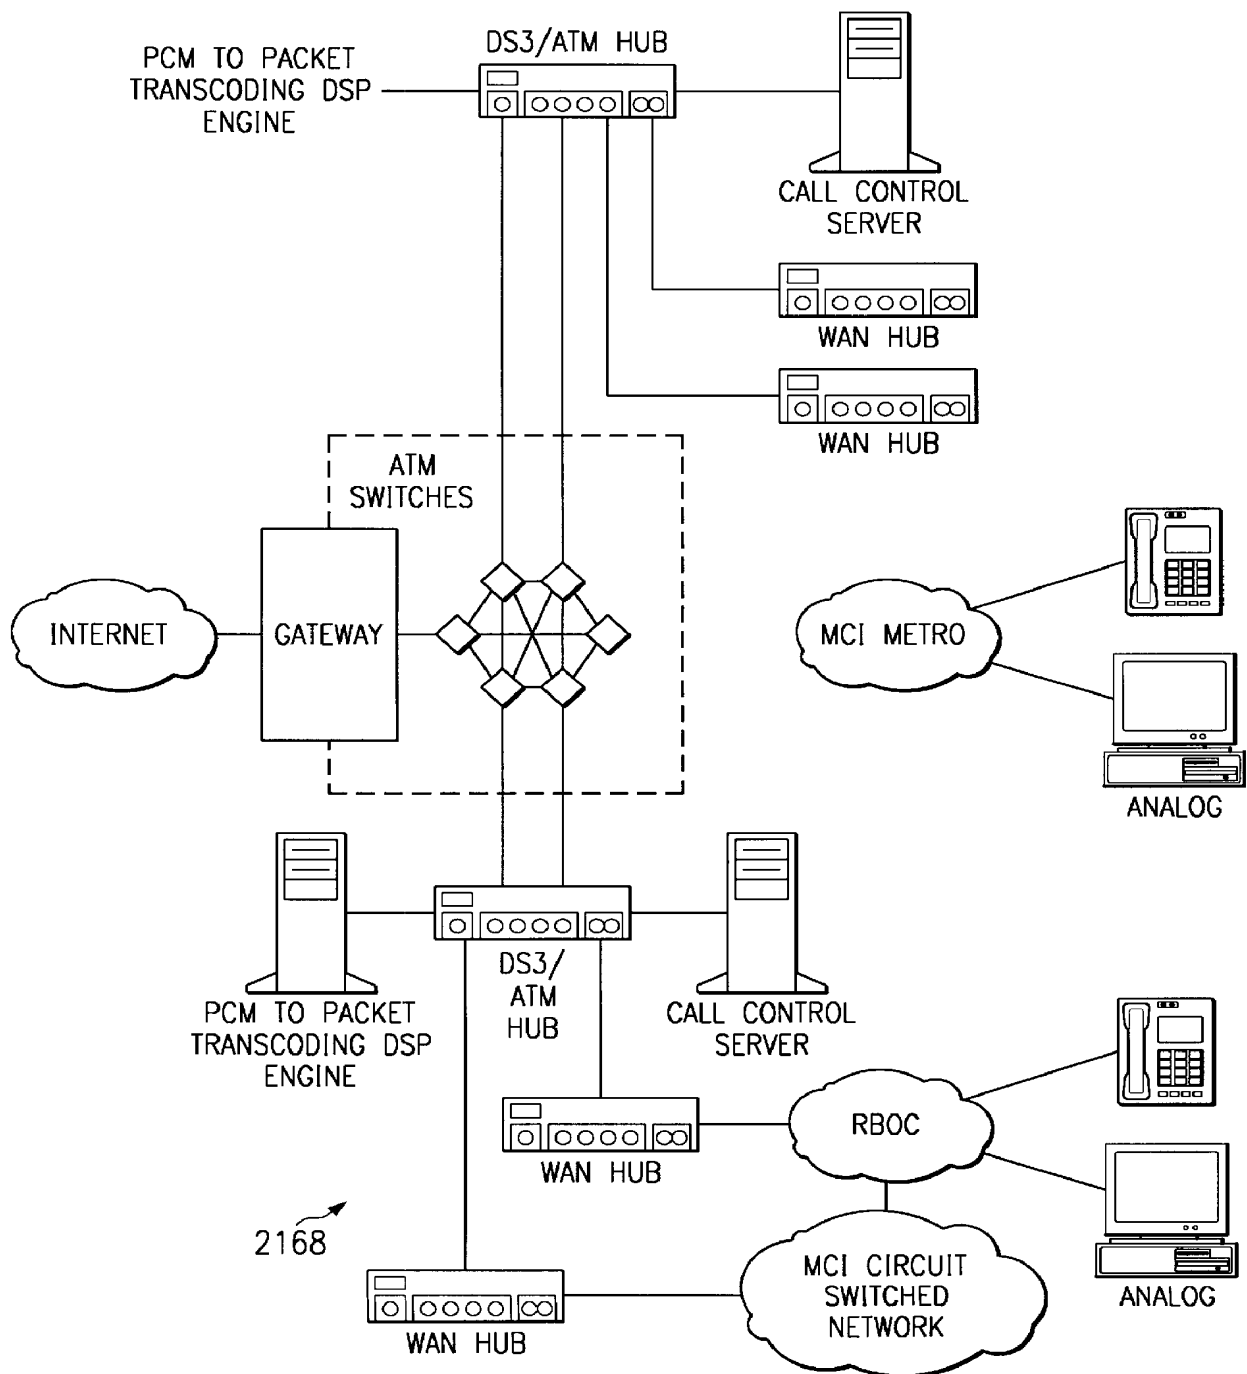 DS3/ATM HUB
PCM TO PACKET
TRANSCODING DSP
ENGINE
CALL CONTROL
SERVER
WAN HUB
WAN HUB
ATM
SWITCHES
INTERNET
GATEWAY
MCI METRO
ANALOG
DS3/
ATM
HUB
PCM TO PACKET
TRANSCODING DSP
ENGINE
CALL CONTROL
SERVER
RBOC
WAN HUB
2168
MCI CIRCUIT
SWITCHED
NETWORK
ANALOG
WAN HUB